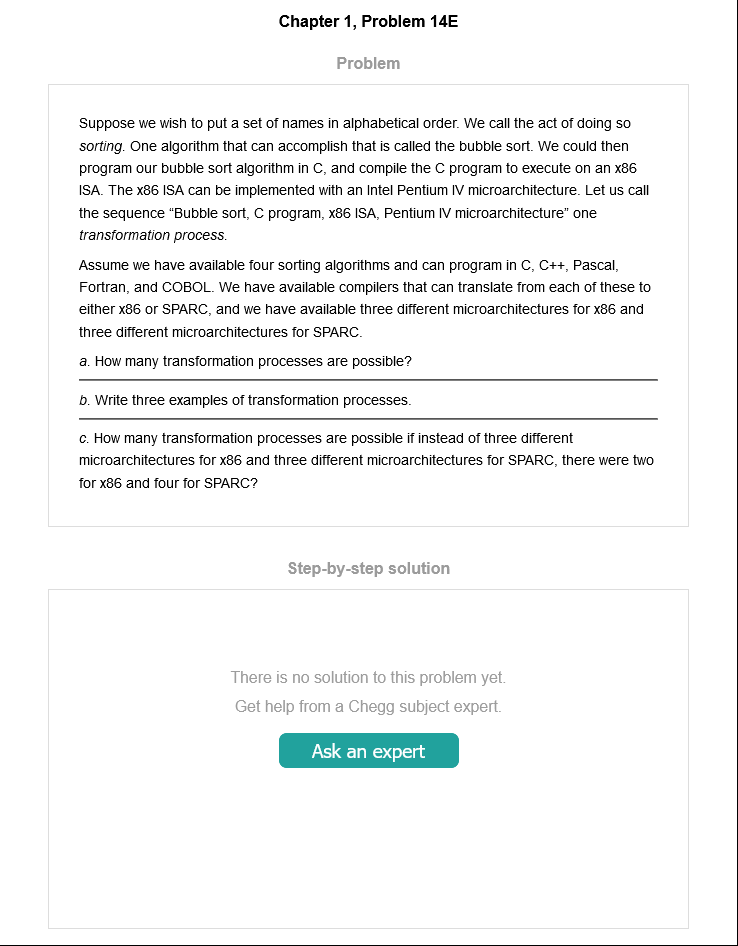 Chapter 1, Problem 14E
Problem
Suppose we wish to put a set of names in alphabetical order. We call the act of doing so
sorting. One algorithm that can accomplish that is called the bubble sort. We could then
program our bubble sort algorithm in C, and compile the C program to execute on an x86
ISA. The x86 ISA can be implemented with an Intel Pentium IV microarchitecture. Let us call
the sequence “Bubble sort, C program, x86 ISA, Pentium IV microarchitecture” one
transformation process.
Assume we have available four sorting algorithms and can program in C, C++, Pascal,
Fortran, and COBOL. We have available compilers that can translate from each of these to
either x86 or SPARC, and we have available three different microarchitectures for x86 and
three different microarchitectures for SPARC.
a. How many transformation processes are possible?
b. Write three examples of transformation processes.
c. How many transformation processes are possible if instead of three different
microarchitectures for x86 and three different microarchitectures for SPARC, there were two
for x86 and four for SPARC?
Step-by-step solution
There is no solution to this problem yet.
Get help from a Chegg subject expert.
Ask an expert